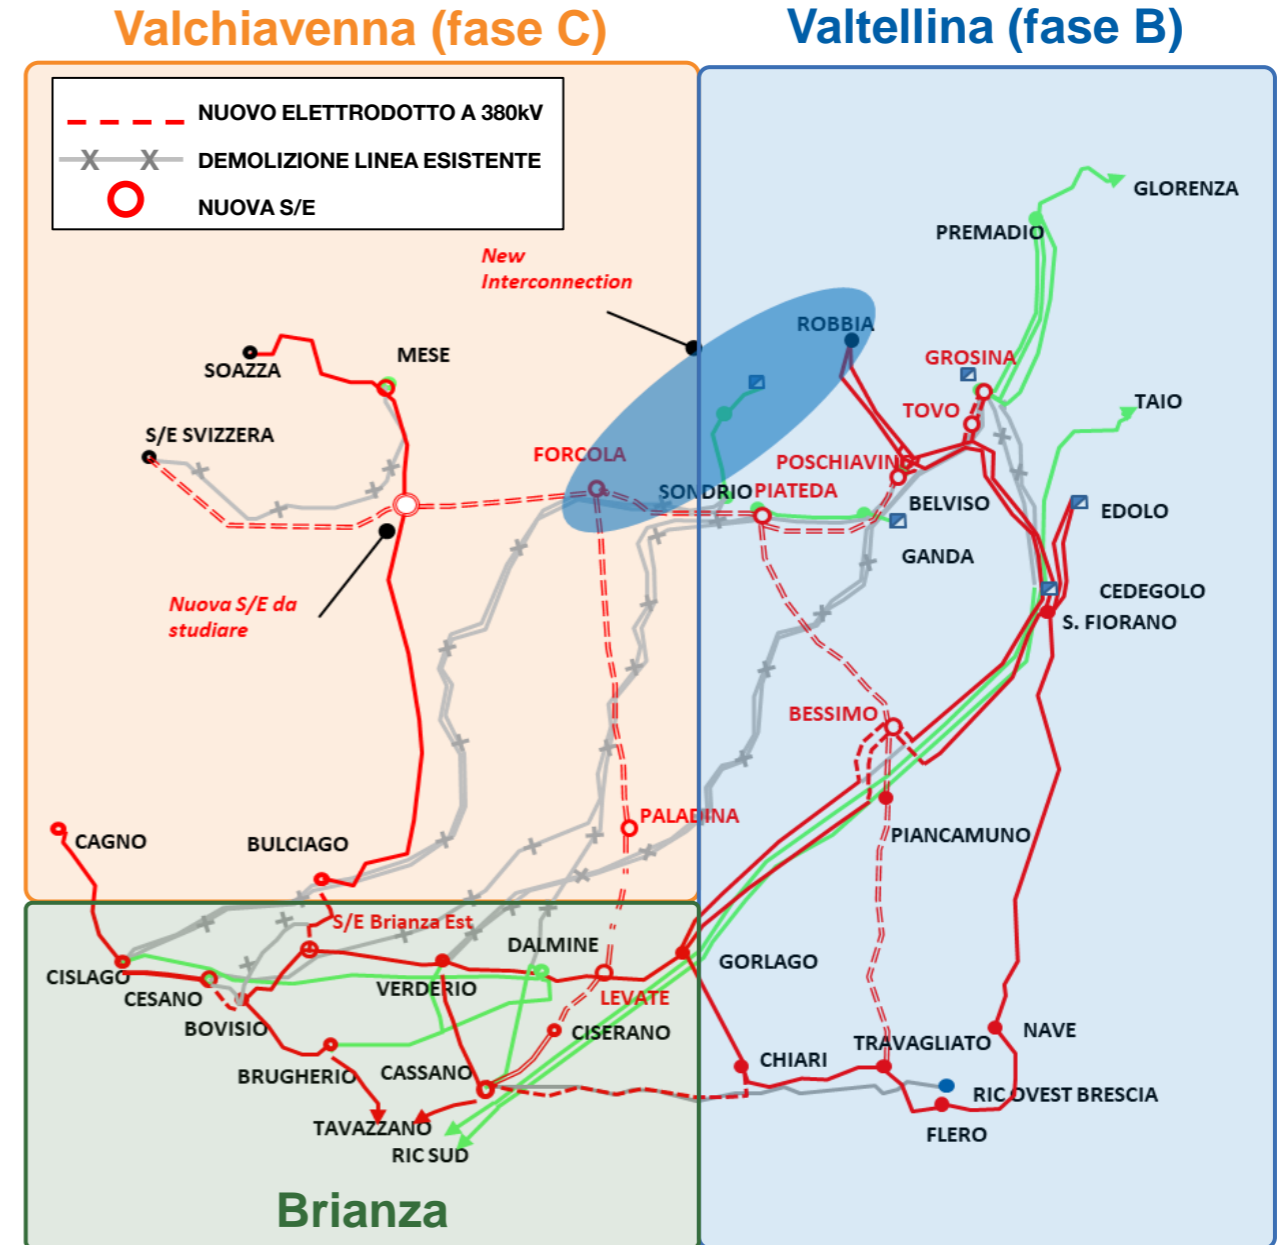 Valchiavenna (fase C)
Valtellina (fase B)
NUOVO ELETTRODOTTO A 380kV
X X DEMOLIZIONE LINEA ESISTENTE
NUOVA S/E
GLORENZA
PREMADIO
New
Interconnection
ROBBIA
SOAZZA
MESE
GROSINA
TAIO
TOVO
S/E SVIZZERA
FORCOLA
POSCHIAVINO
SONDRIO
PIATEDA
BELVISO
EDOLO
GANDA
CEDEGOLO
Nuova S/E da
studiare
S. FIORANO
BESSIMO
PALADINA
CAGNO
BULCIAGO
PIANCAMUNO
S/E Brianza Est
DALMINE
GORLAGO
CISLAGO
CESANO
VERDERIO
LEVATE
BOVISIO
CISERANO
TRAVAGLIATO
NAVE
BRUGHERIO
CASSANO
CHIARI
RIC OVEST BRESCIA
TAVAZZANO
FLERO
RIC SUD
Brianza